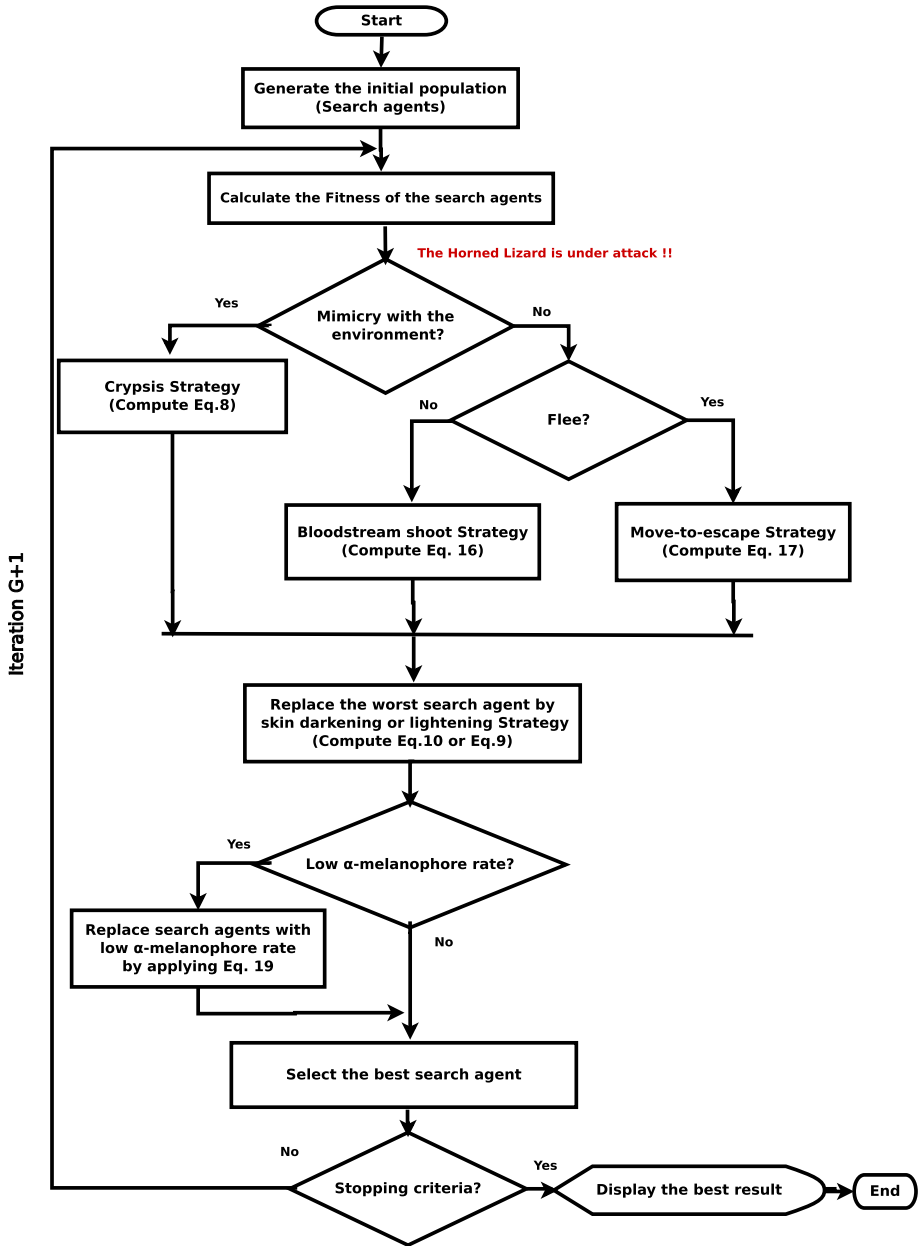 Start
Generate the initial population
(Search agents)
Calculate the Fitness of the search agents
The Horned Lizard is under attack !!
Yes
Mimicry with the
environment?
No
Crypsis Strategy
(Compute Eq.8)
No
Flee?
Yes
Bloodstream shoot Strategy
(Compute Eq. 16)
Move-to-escape Strategy
(Compute Eq. 17)
Iteration G+1
Replace the worst search agent by
skin darkening or lightening Strategy
(Compute Eq.10 or Eq.9)
Yes
Low α-melanophore rate?
Replace search agents with
low α-melanophore rate
by applying Eq. 19
No
Select the best search agent
No
Stopping criteria?
Yes
Display the best result
End